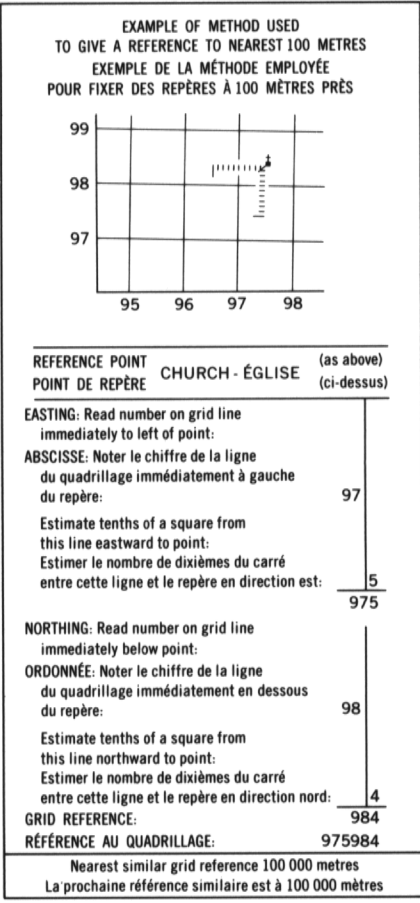 EXAMPLE OF METHOD USED
TO GIVE A REFERENCE TO NEAREST 100 METRES
EXEMPLE DE LA MÉTHODE EMPLOYÉE
POUR FIXER DES REPÈRES À 100 MÈTRES PRÈS
99
98
97
95 96 97 98
REFERENCE POINT
POINT DE REPÈRE
CHURCH - ÉGLISE
(as above)
(ci-dessus)
EASTING: Read number on grid line
immediately to left of point:
ABSCISSE: Noter le chiffre de la ligne
du quadrillage immédiatement à gauche
du repère: 97
Estimate tenths of a square from
this line eastward to point:
Estimer le nombre de dixièmes du carré
entre cette ligne et le repère en direction est: 5
975
NORTHING: Read number on grid line
immediately below point:
ORDONNÉE: Noter le chiffre de la ligne
du quadrillage immédiatement en dessous
du repère: 98
Estimate tenths of a square from
this line northward to point:
Estimer le nombre de dixièmes du carré
entre cette ligne et le repère en direction nord: 4
GRID REFERENCE: 984
RÉFÉRENCE AU QUADRILLAGE: 975984
Nearest similar grid reference 100 000 metres
La prochaine référence similaire est à 100 000 mètres